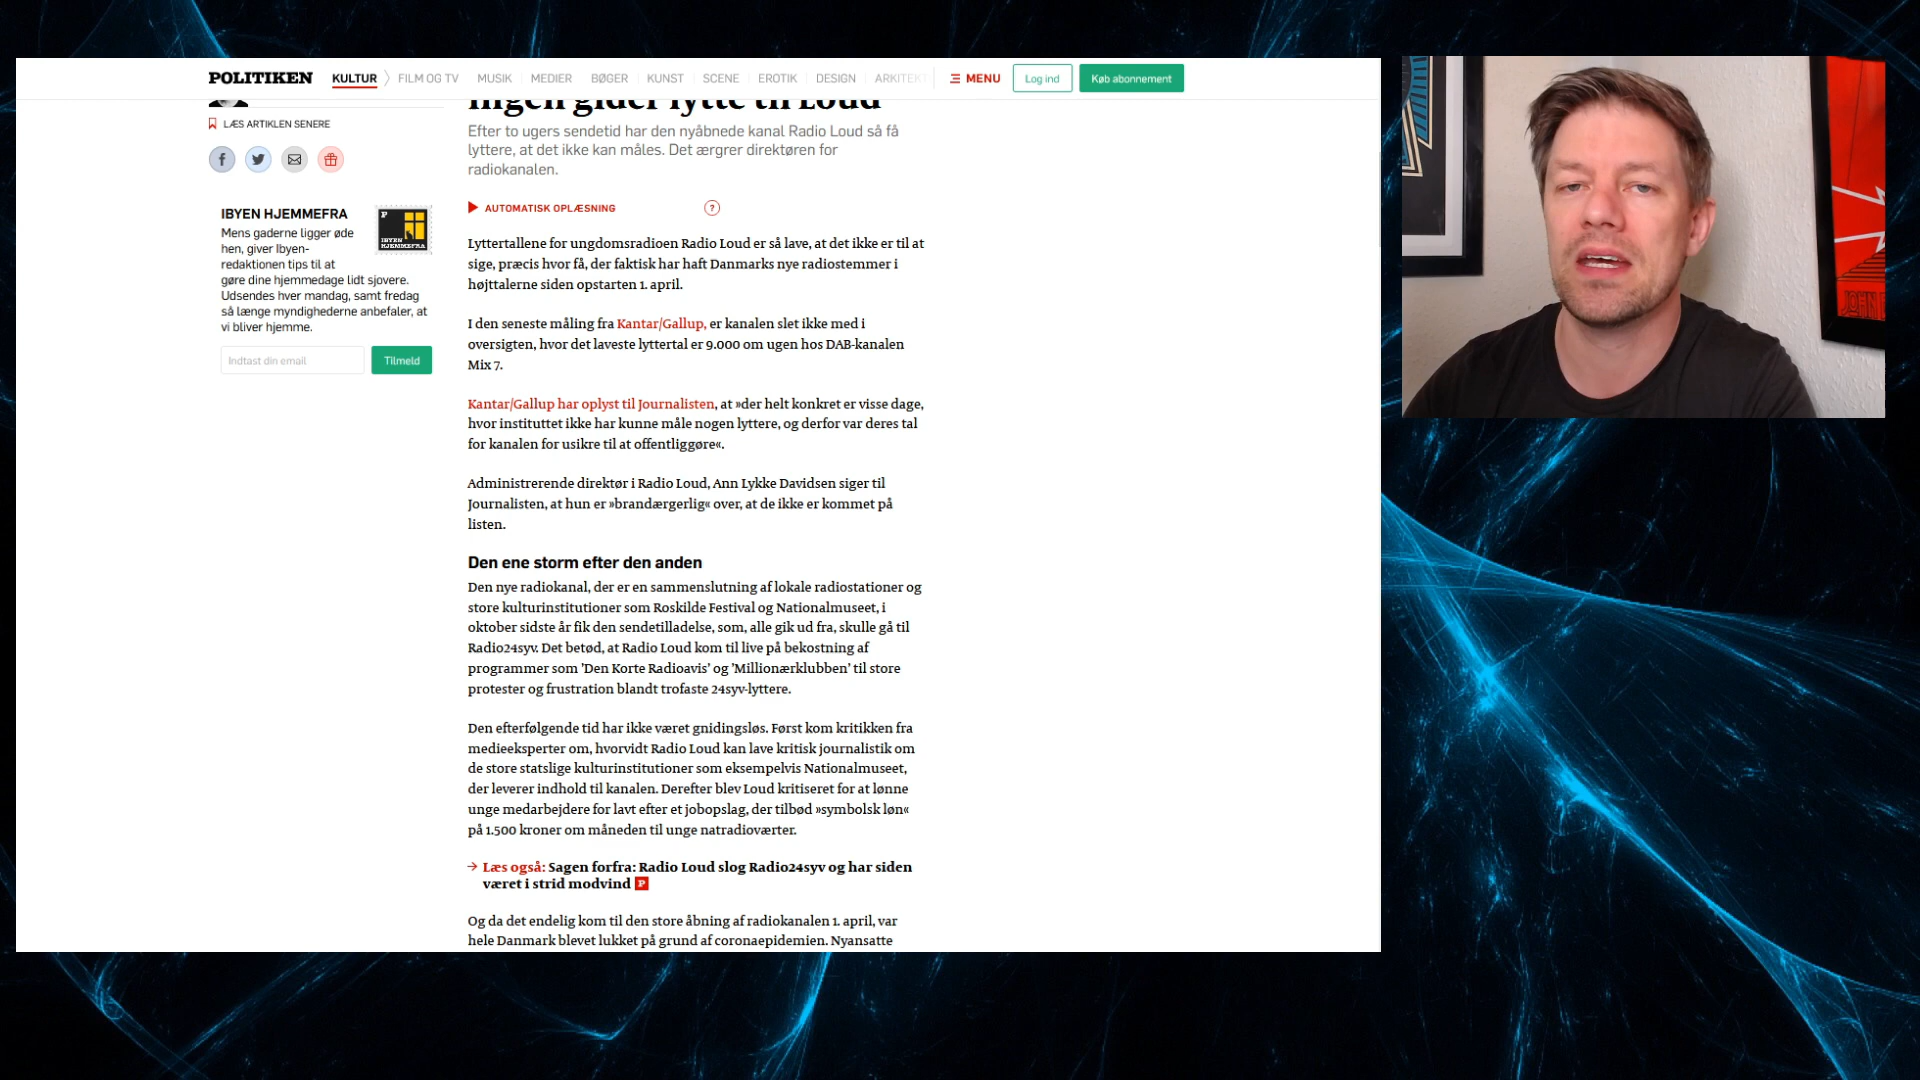 POLITIKEN KULTUR FILM OG TV MUSIK MEDIER BØGER KUNST SCENE EROTIK DESIGN ARKITEKT MENU Log ind Køb abonnement
LÆS ARTIKLEN SENERE
IBYEN HJEMMEFRA
Mens gaderne ligger øde
hen, giver Ibyen-
redaktionen tips til at
gøre dine hjemmedage lidt sjovere.
Udsendes hver mandag, samt fredag
så længe myndighederne anbefaler, at
vi bliver hjemme.
P
IBYEN
HJEMMEFRA
Indtast din email
Tilmeld
Ingen gider lytte til Loud
Efter to ugers sendetid har den nyåbnede kanal Radio Loud så få
lyttere, at det ikke kan måles. Det ærgrer direktøren for
radiokanalen.
AUTOMATISK OPLÆSNING ?
Lyttertallene for ungdomsradioen Radio Loud er så lave, at det ikke er til at
sige, præcis hvor få, der faktisk har haft Danmarks nye radiostemmer i
højttalerne siden opstarten 1. april.
I den seneste måling fra Kantar/Gallup, er kanalen slet ikke med i
oversigten, hvor det laveste lyttertal er 9.000 om ugen hos DAB-kanalen
Mix 7.
Kantar/Gallup har oplyst til Journalisten, at »der helt konkret er visse dage,
hvor instituttet ikke har kunne måle nogen lyttere, og derfor var deres tal
for kanalen for usikre til at offentliggøre«.
Administrerende direktør i Radio Loud, Ann Lykke Davidsen siger til
Journalisten, at hun er »brandærgerlig« over, at de ikke er kommet på
listen.
Den ene storm efter den anden
Den nye radiokanal, der er en sammenslutning af lokale radiostationer og
store kulturinstitutioner som Roskilde Festival og Nationalmuseet, i
oktober sidste år fik den sendetilladelse, som, alle gik ud fra, skulle gå til
Radio24syv. Det betød, at Radio Loud kom til live på bekostning af
programmer som 'Den Korte Radioavis' og 'Millionærklubben' til store
protester og frustration blandt trofaste 24syv-lyttere.
Den efterfølgende tid har ikke været gnidingsløs. Først kom kritikken fra
medieeksperter om, hvorvidt Radio Loud kan lave kritisk journalistik om
de store statslige kulturinstitutioner som eksempelvis Nationalmuseet,
der leverer indhold til kanalen. Derefter blev Loud kritiseret for at lønne
unge medarbejdere for lavt efter et jobopslag, der tilbød »symbolsk løn«
på 1.500 kroner om måneden til unge natradioværter.
Læs også: Sagen forfra: Radio Loud slog Radio24syv og har siden
været i strid modvind P
Og da det endelig kom til den store åbning af radiokanalen 1. april, var
hele Danmark blevet lukket på grund af coronaepidemien. Nyansatte
JOHN